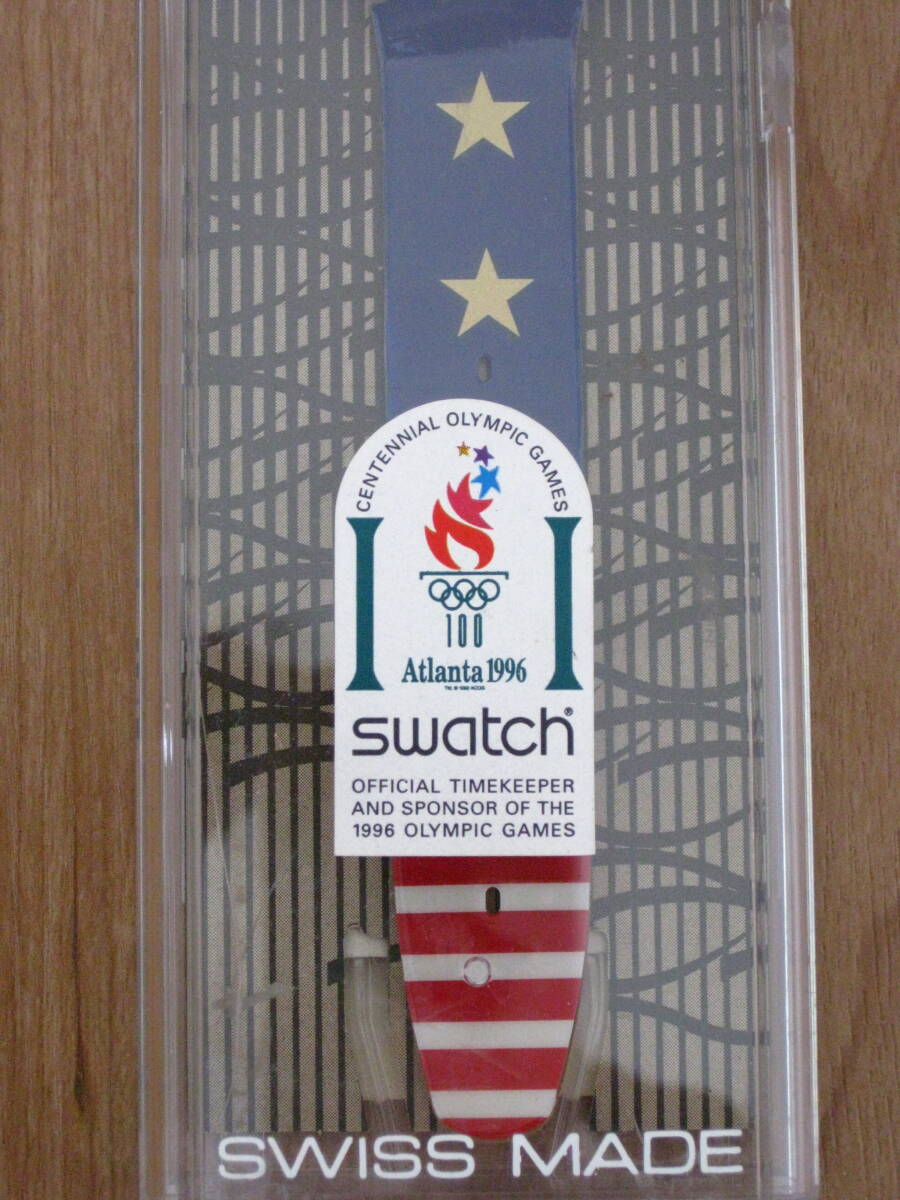 CENTENNIAL OLYMPIC GAMES
100
Atlanta 1996
swatch®
OFFICIAL TIMEKEEPER
AND SPONSOR OF THE
1996 OLYMPIC GAMES
SWISS MADE